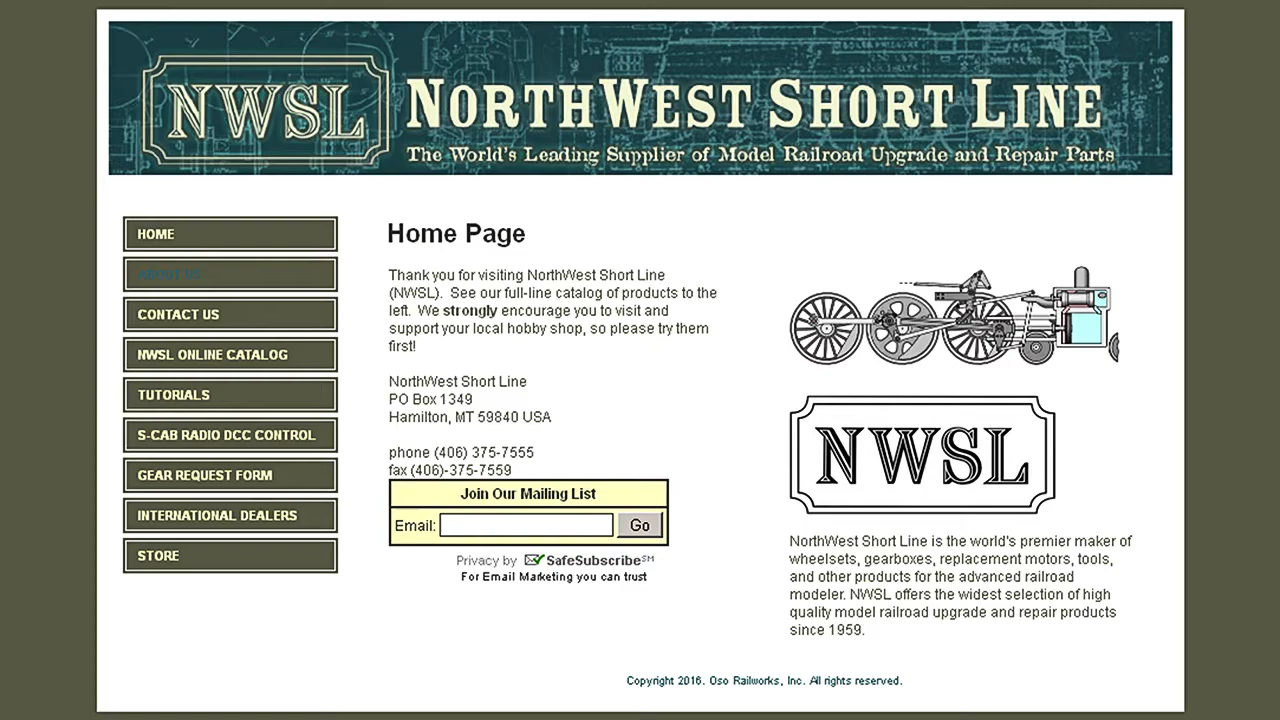 NWSL
NORTHWEST SHORT LINE
The World's Leading Supplier of Model Railroad Upgrade and Repair Parts
HOME
ABOUT US
CONTACT US
NWSL ONLINE CATALOG
TUTORIALS
S-CAB RADIO DCC CONTROL
GEAR REQUEST FORM
INTERNATIONAL DEALERS
STORE
Home Page
Thank you for visiting NorthWest Short Line
(NWSL). See our full-line catalog of products to the
left. We strongly encourage you to visit and
support your local hobby shop, so please try them
first!
NorthWest Short Line
PO Box 1349
Hamilton, MT 59840 USA
phone (406) 375-7555
fax (406)-375-7559
Join Our Mailing List
Email:
Go
Privacy by SafeSubscribe℠
For Email Marketing you can trust
NWSL
NorthWest Short Line is the world's premier maker of
wheelsets, gearboxes, replacement motors, tools,
and other products for the advanced railroad
modeler. NWSL offers the widest selection of high
quality model railroad upgrade and repair products
since 1959.
Copyright 2016. Oso Railworks, Inc. All rights reserved.